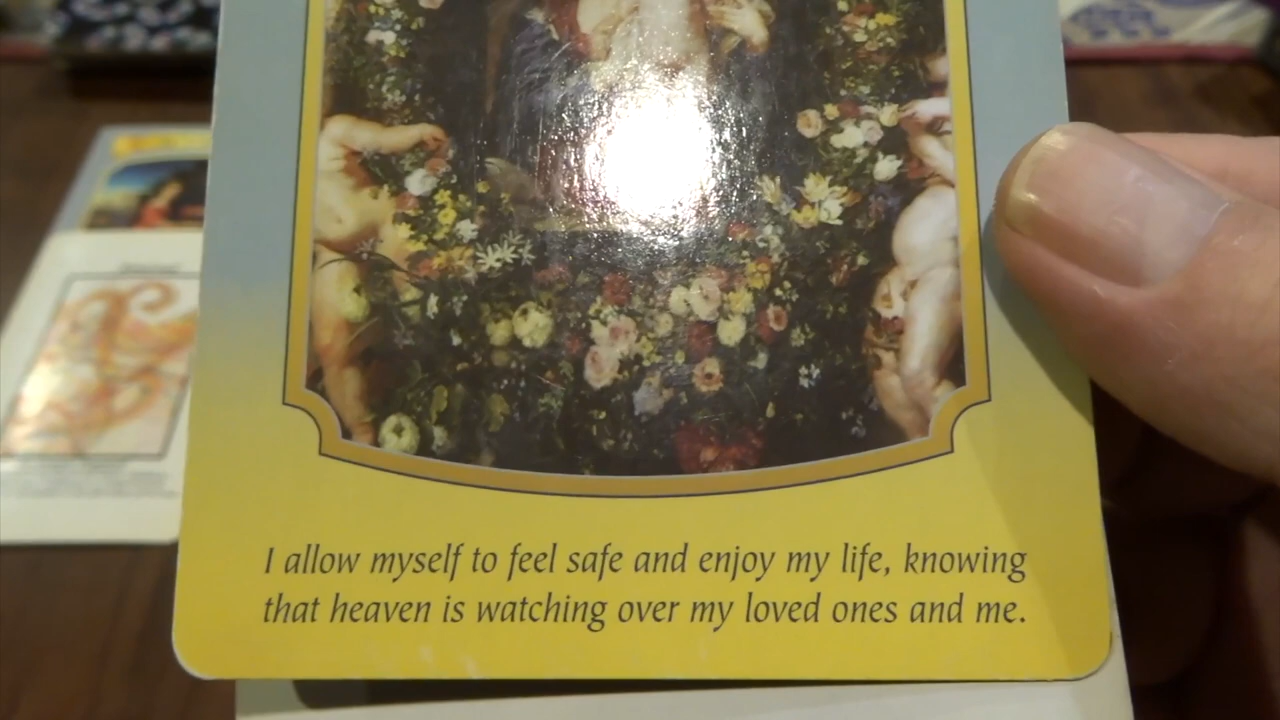 I allow myself to feel safe and enjoy my life, knowing
that heaven is watching over my loved ones and me.